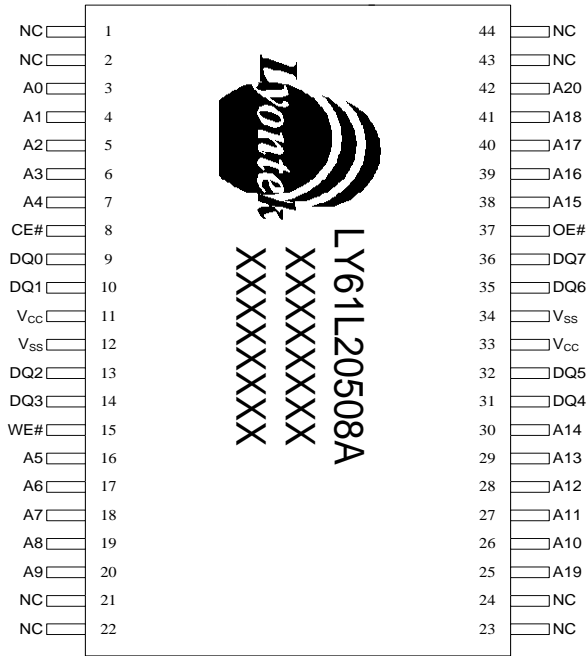 NC 1 44 NC
NC 2 43 NC
A0 3 42 A20
A1 4 41 A18
A2 5 40 A17
A3 6 39 A16
A4 7 38 A15
CE# 8 37 OE#
DQ0 9 36 DQ7
DQ1 10 35 DQ6
VCC 11 34 VSS
VSS 12 33 VCC
DQ2 13 32 DQ5
DQ3 14 31 DQ4
WE# 15 30 A14
A5 16 29 A13
A6 17 28 A12
A7 18 27 A11
A8 19 26 A10
A9 20 25 A19
NC 21 24 NC
NC 22 23 NC
Lyontek
LY61L20508A
XXXXXXXX
XXXXXXXX